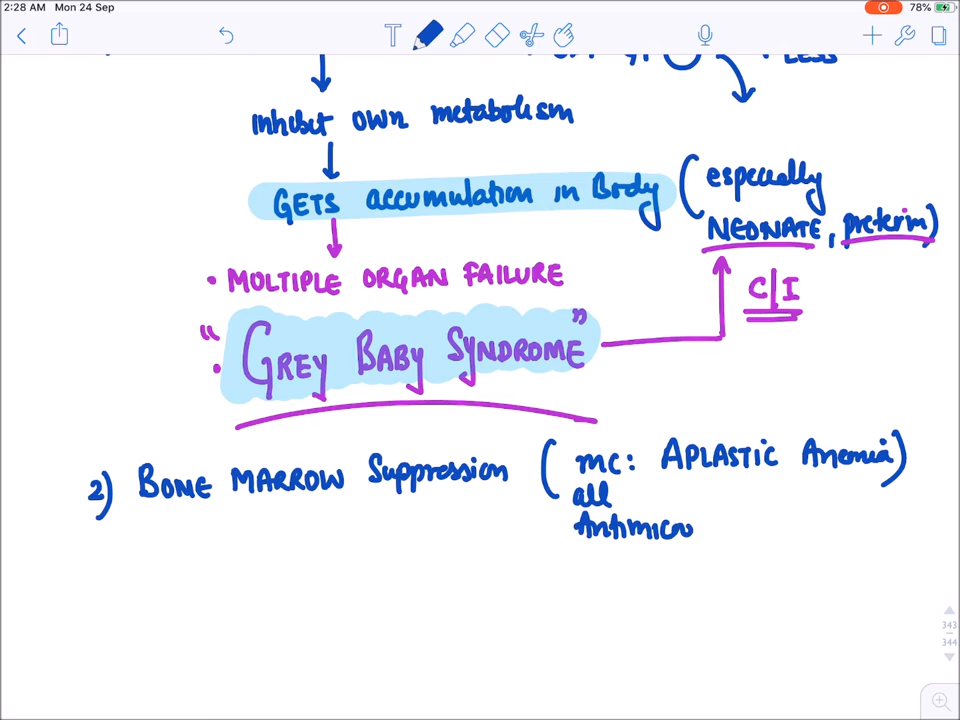 2:28 AM Mon 24 Sep 78%
T
LESS
Inhibit OWN metabolism
GETS accumulation in Body (especially
NEONATE, preterm)
• MULTIPLE ORGAN FAILURE
C/I
• "GREY BABY SYNDROME"
2) BONE MARROW Suppression (mc: APLASTIC Anemia)
all
Antimicro
343
344